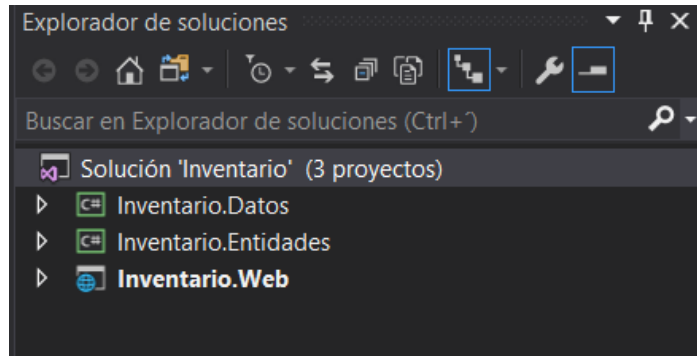 Explorador de soluciones
Buscar en Explorador de soluciones (Ctrl+´)
Solución 'Inventario' (3 proyectos)
C# Inventario.Datos
C# Inventario.Entidades
Inventario.Web